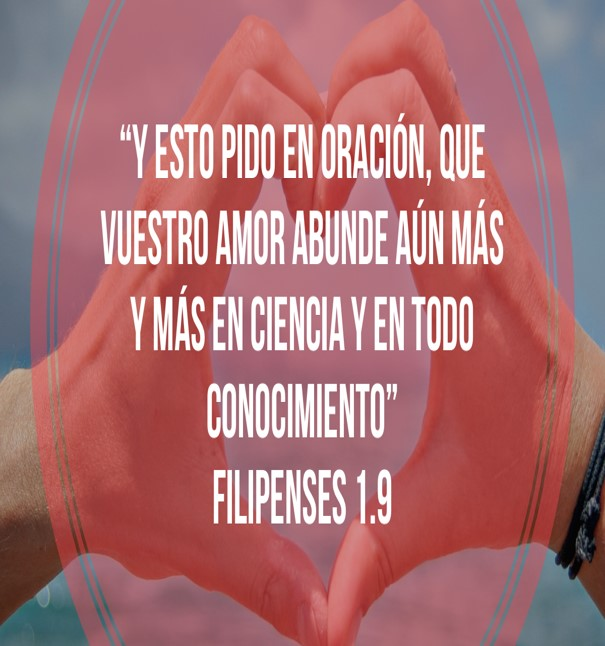 “Y ESTO PIDO EN ORACIÓN, QUE
VUESTRO AMOR ABUNDE AÚN MÁS
Y MÁS EN CIENCIA Y EN TODO
CONOCIMIENTO”
FILIPENSES 1.9